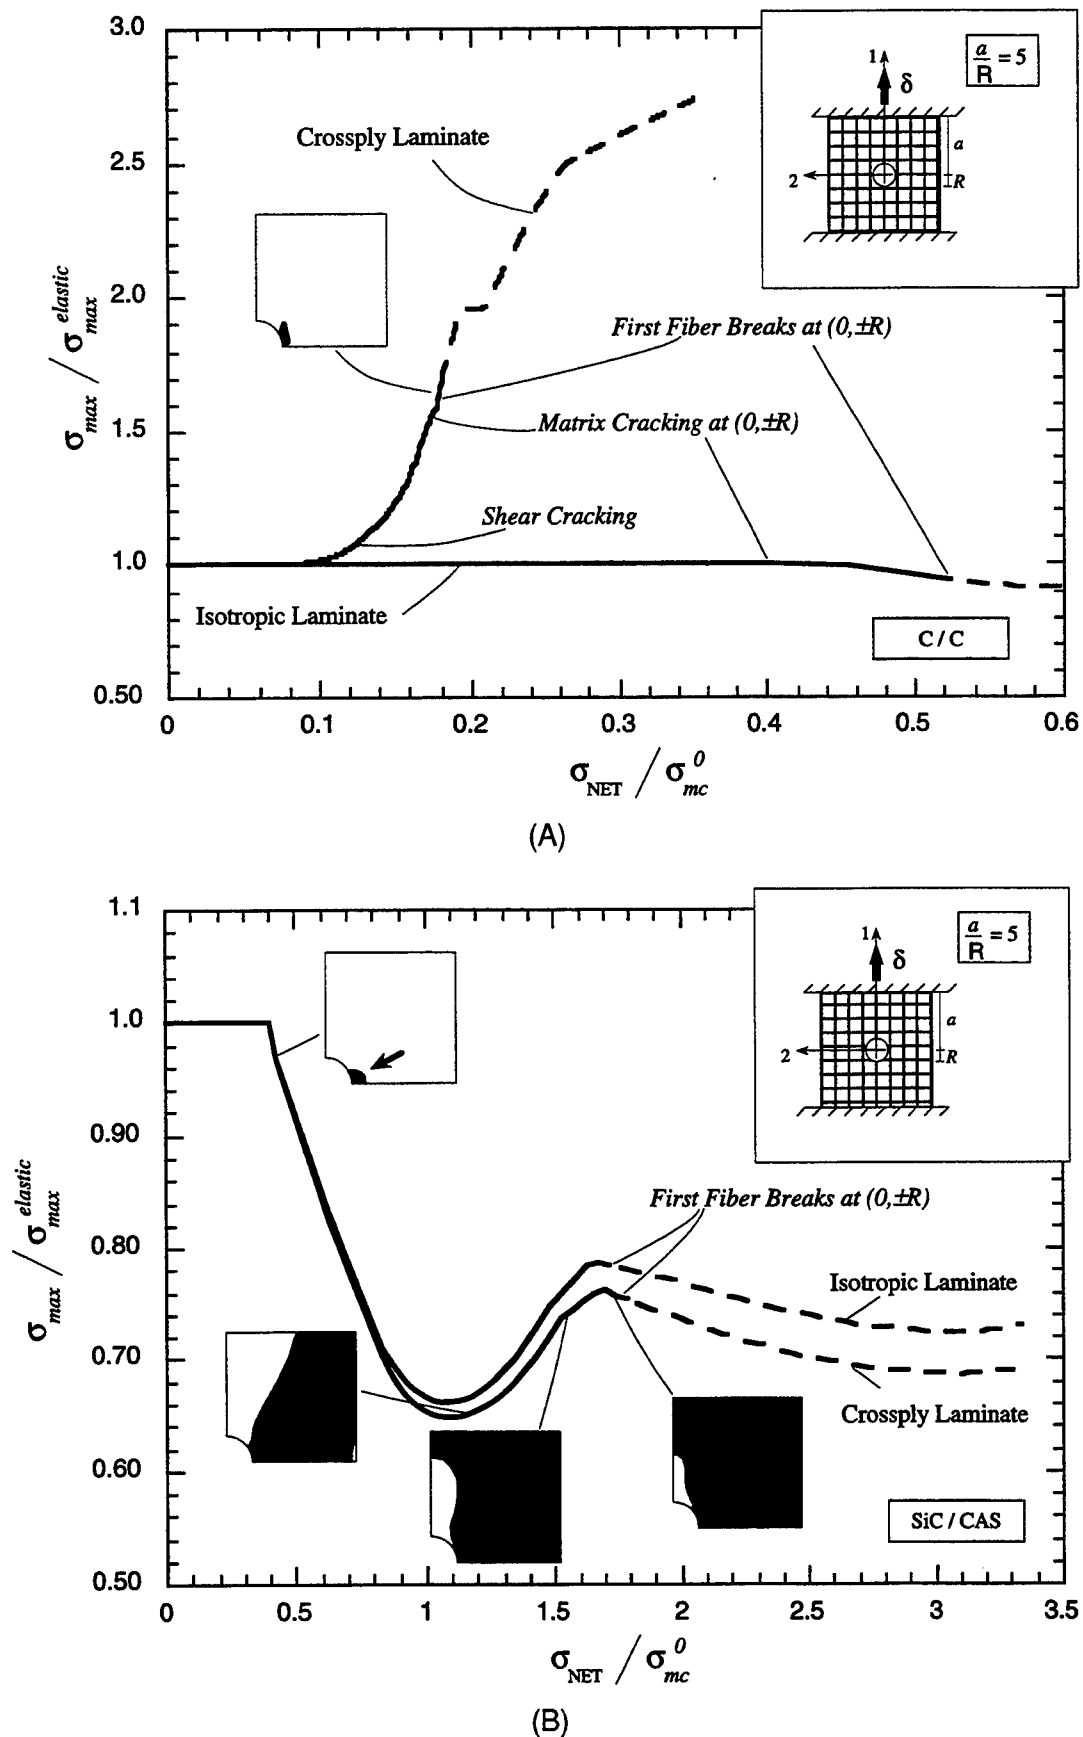 3.0
2.5
2.0
1.5
1.0
0.50
σmax / σmax^elastic
Crossply Laminate
First Fiber Breaks at (0,±R)
Matrix Cracking at (0,±R)
Shear Cracking
Isotropic Laminate
C / C
1
δ
a/R = 5
a
2
R
0 0.1 0.2 0.3 0.4 0.5 0.6
σNET / σmc^0
(A)
1.1
1.0
0.90
0.80
0.70
0.60
0.50
σmax / σmax^elastic
1
δ
a/R = 5
a
2
R
First Fiber Breaks at (0,±R)
Isotropic Laminate
Crossply Laminate
SiC / CAS
0 0.5 1 1.5 2 2.5 3 3.5
σNET / σmc^0
(B)